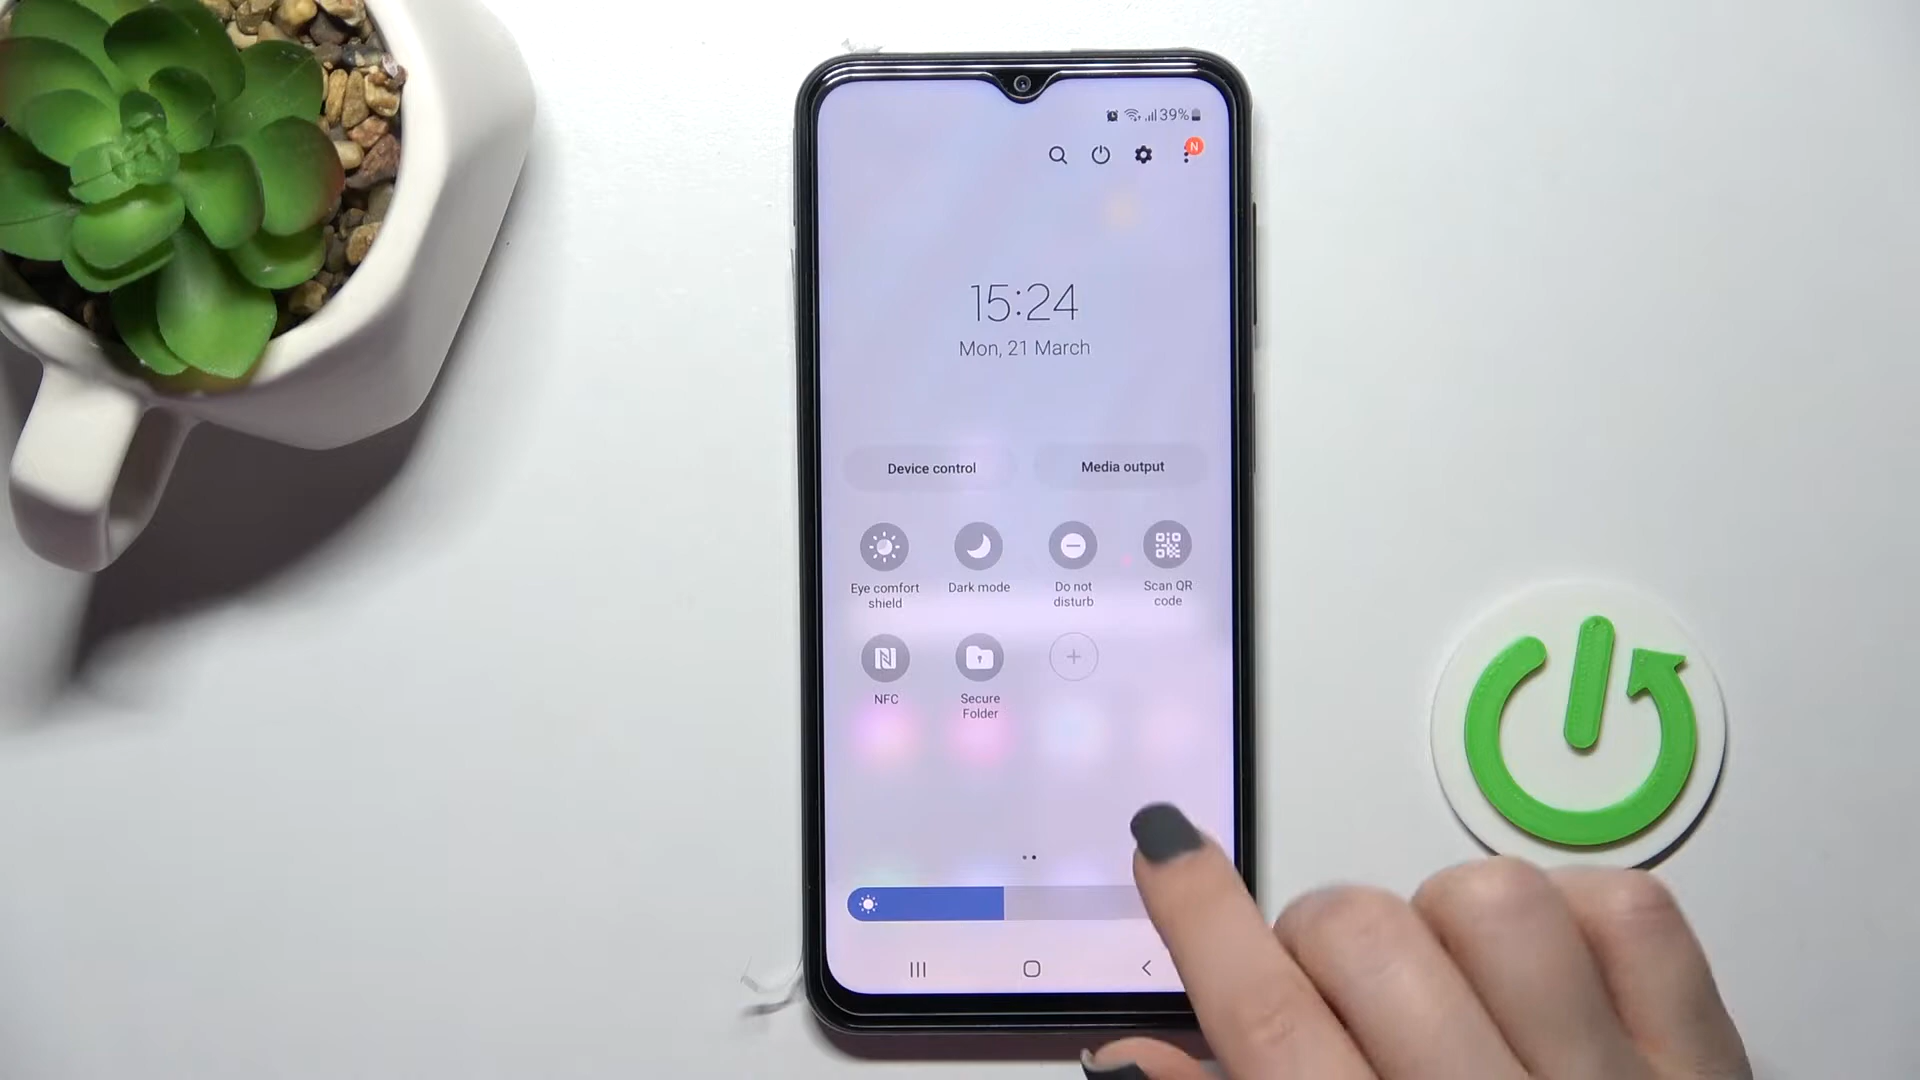 39%
N
15:24
Mon, 21 March
Device control
Media output
Eye comfort
shield
Dark mode
Do not
disturb
Scan QR
code
NFC
Secure
Folder